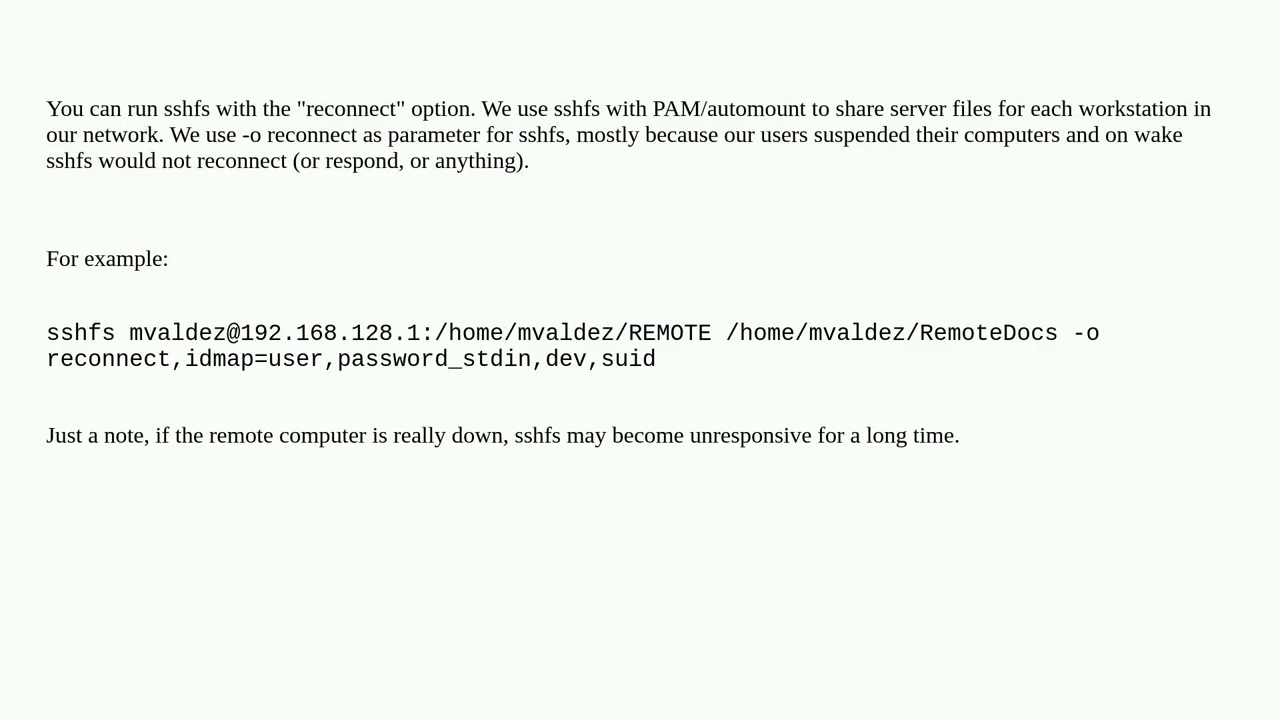 You can run sshfs with the "reconnect" option. We use sshfs with PAM/automount to share server files for each workstation in
our network. We use -o reconnect as parameter for sshfs, mostly because our users suspended their computers and on wake
sshfs would not reconnect (or respond, or anything).
For example:
sshfs mvaldez@192.168.128.1:/home/mvaldez/REMOTE /home/mvaldez/RemoteDocs -o
reconnect,idmap=user,password_stdin,dev,suid
Just a note, if the remote computer is really down, sshfs may become unresponsive for a long time.